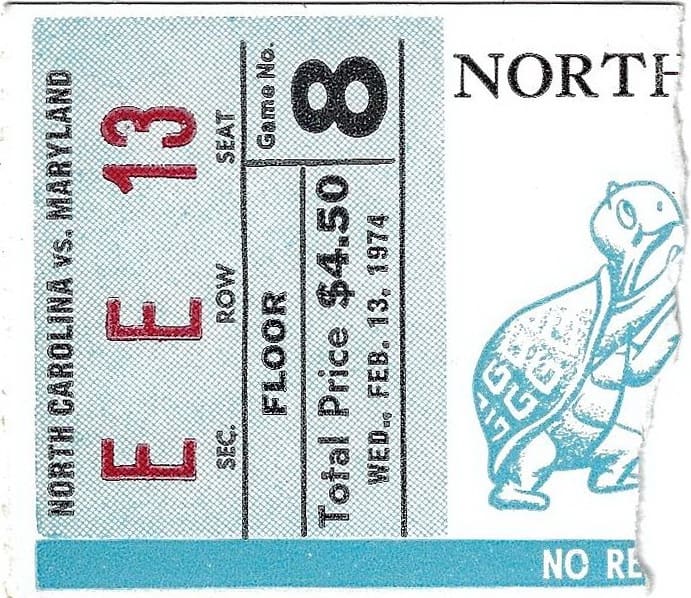 NORTH CAROLINA vs. MARYLAND
E E 13
SEC. ROW SEAT
Game No.
8
FLOOR
Total Price $4.50
WED., FEB. 13, 1974
NORTH
NO RE